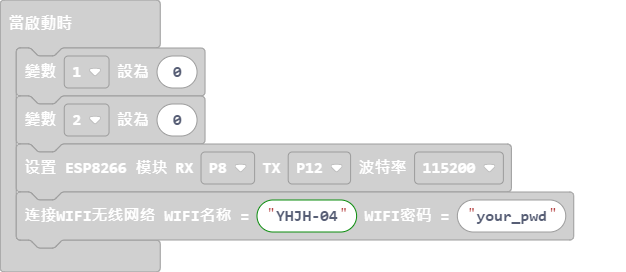 當啟動時
變數 1 設為 0
變數 2 設為 0
设置 ESP8266 模块 RX P8 TX P12 波特率 115200
连接WIFI无线网络 WIFI名称 = "YHJH-04" WIFI密码 = "your_pwd"